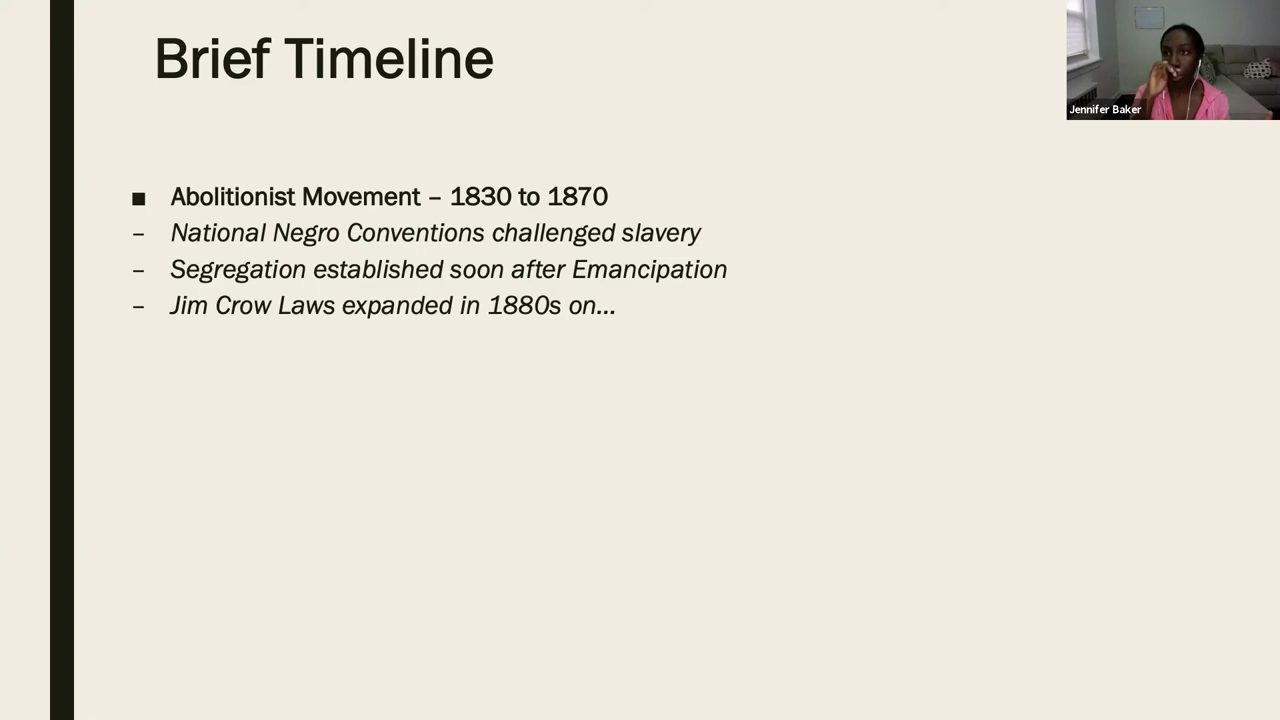 Brief Timeline
Jennifer Baker
■ Abolitionist Movement – 1830 to 1870
– National Negro Conventions challenged slavery
– Segregation established soon after Emancipation
– Jim Crow Laws expanded in 1880s on...